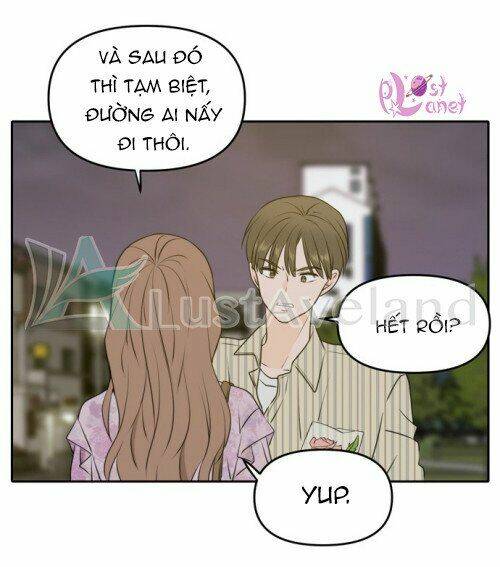 VÀ SAU ĐÓ
THÌ TẠM BIỆT,
ĐƯỜNG AI NẤY
ĐI THÔI.
Lost
Planet
LustAveland
HẾT RỒI?
YUP.